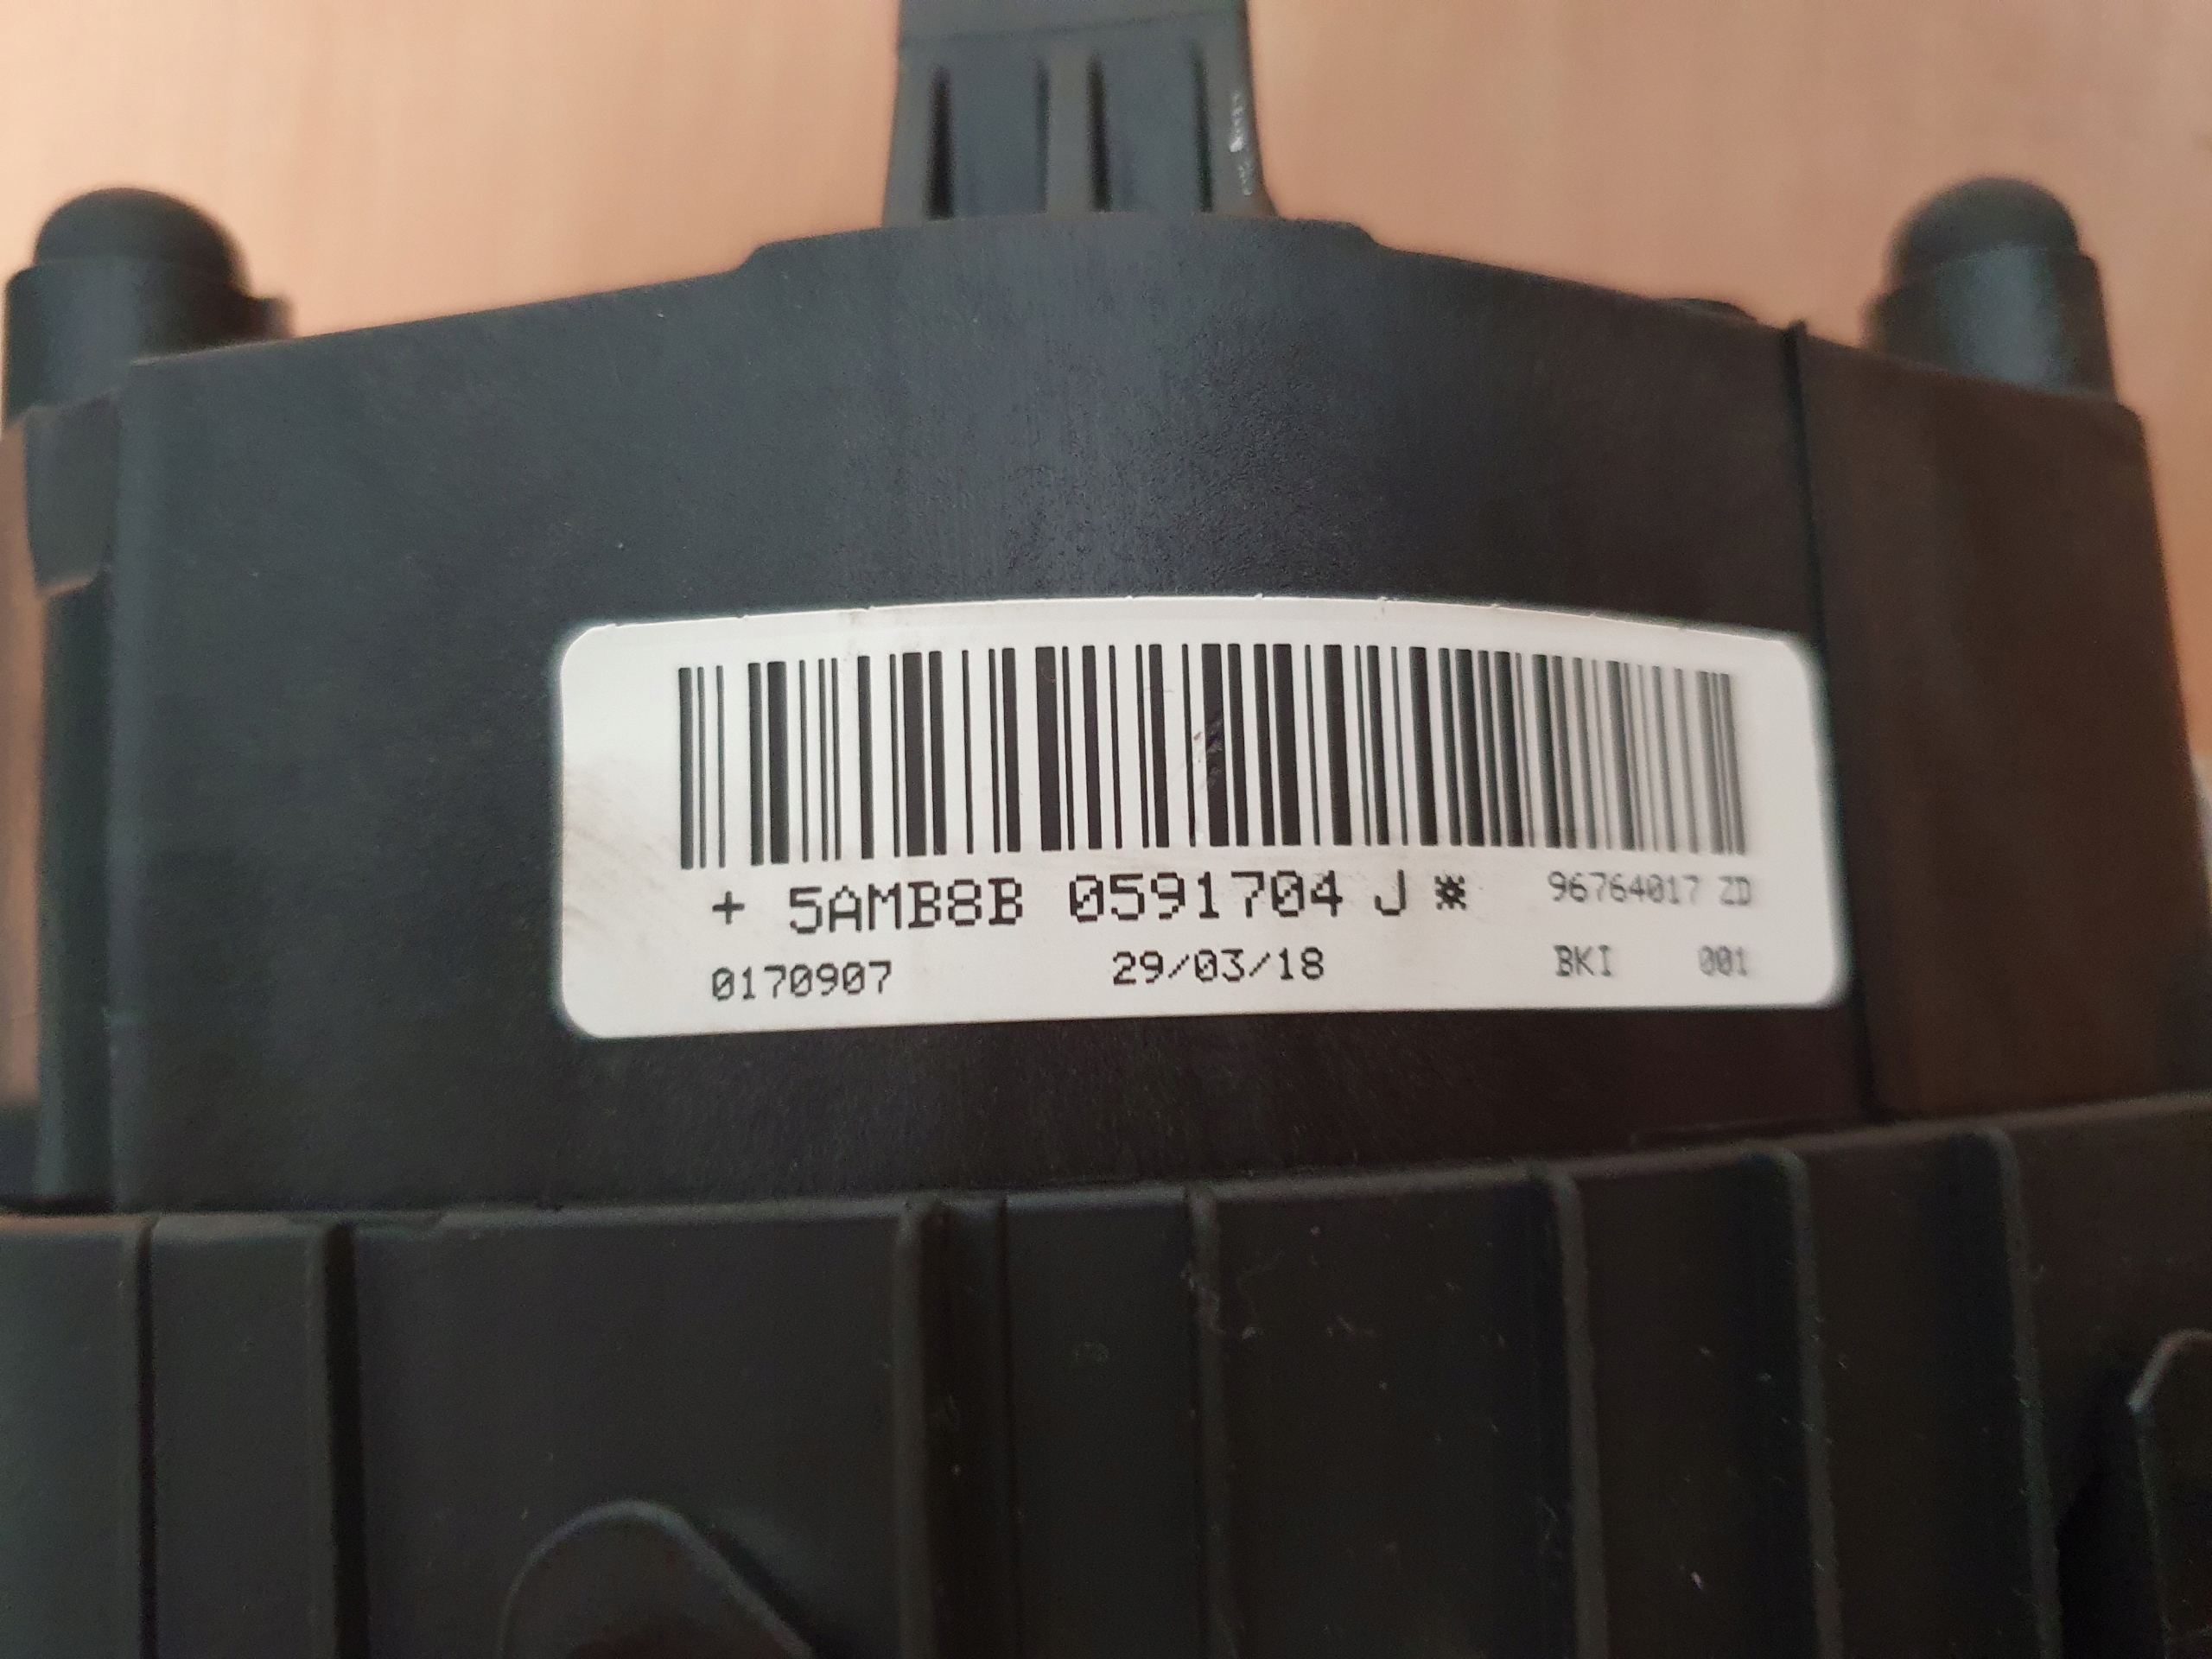 + 5AMB8B 0591704 J * 96764017 ZD
0170907 29/03/18 BKI 001